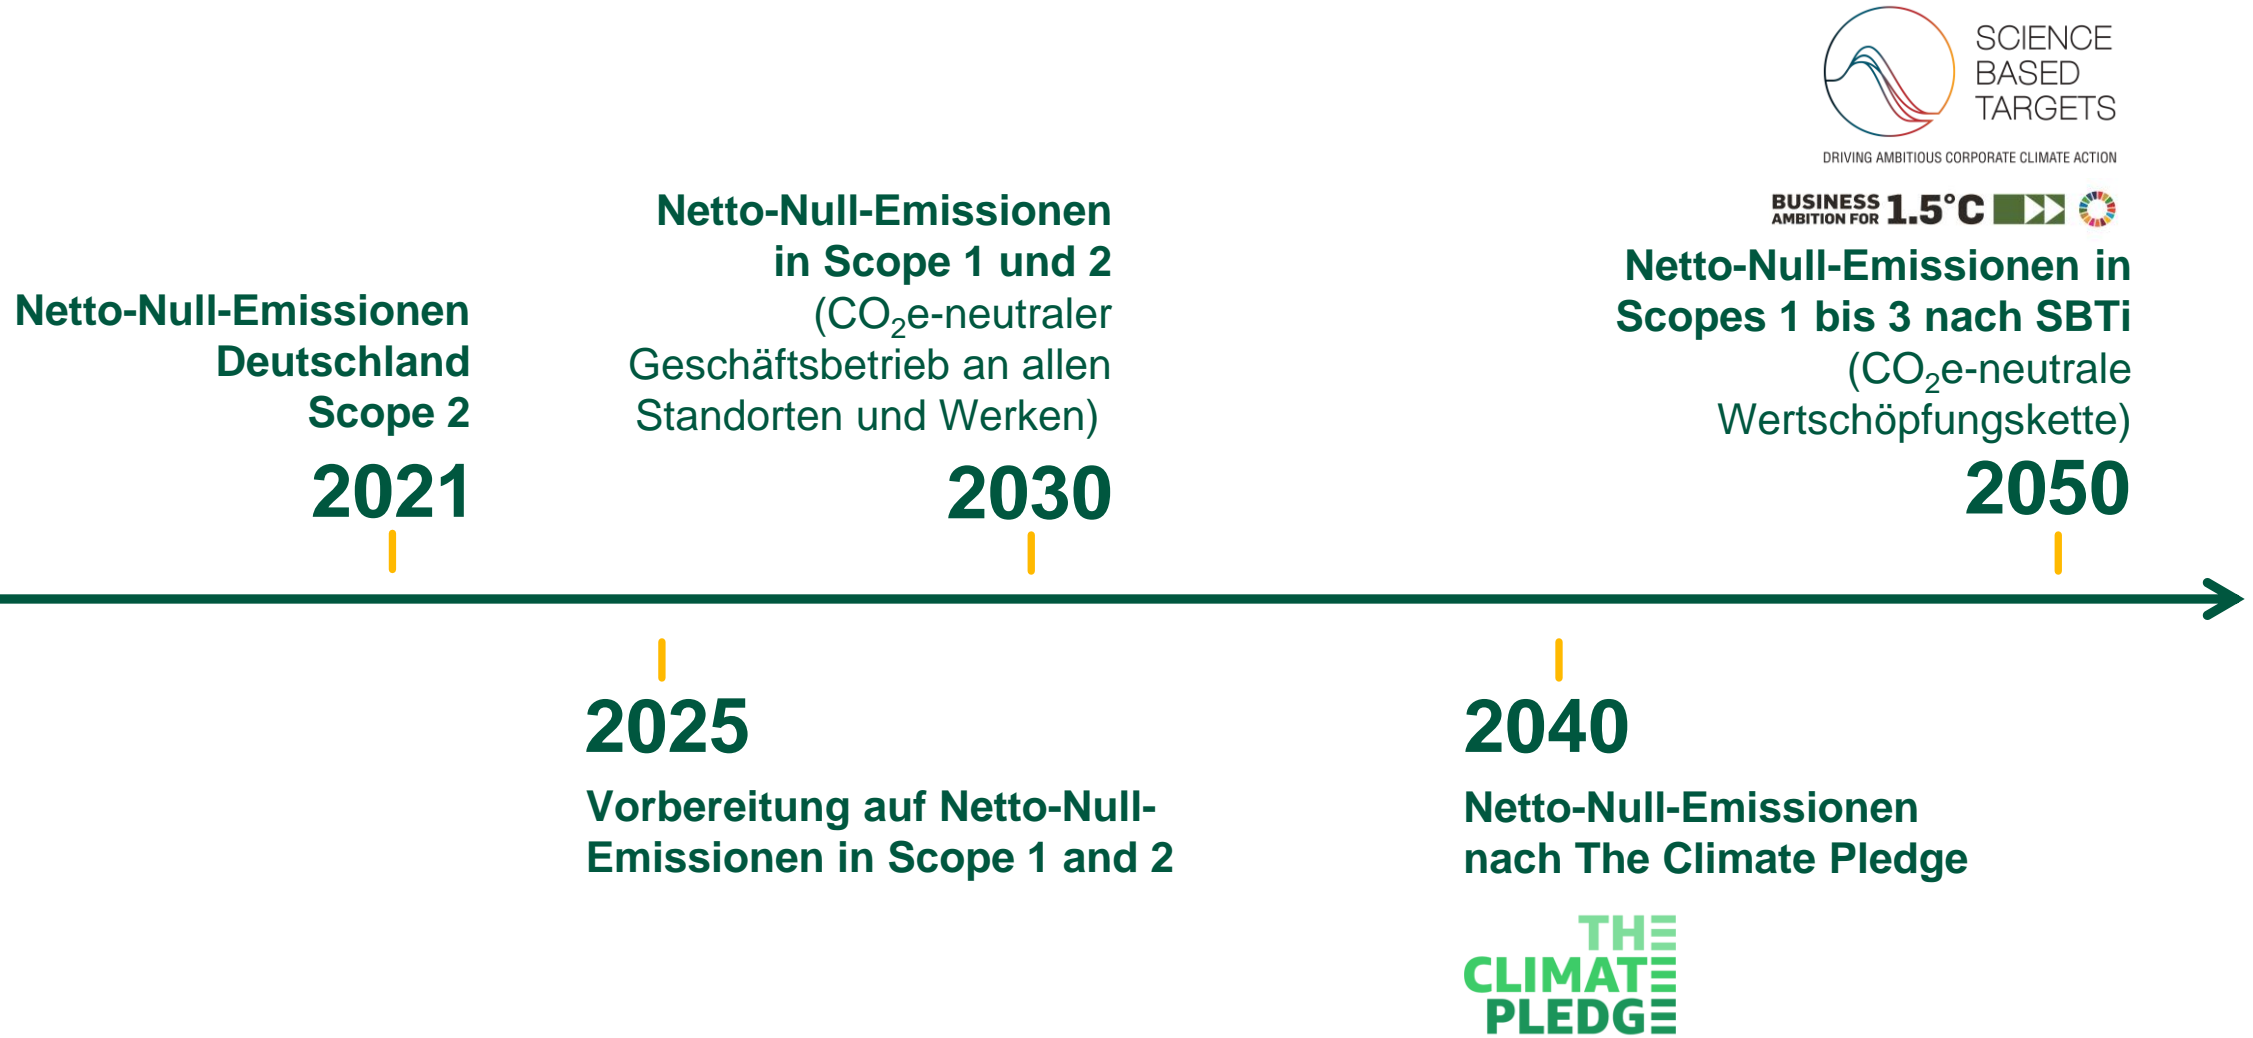 SCIENCE
BASED
TARGETS
DRIVING AMBITIOUS CORPORATE CLIMATE ACTION
BUSINESS
AMBITION FOR 1.5°C
Netto-Null-Emissionen
Deutschland
Scope 2
2021
Netto-Null-Emissionen
in Scope 1 und 2
(CO₂e-neutraler
Geschäftsbetrieb an allen
Standorten und Werken)
2030
Netto-Null-Emissionen in
Scopes 1 bis 3 nach SBTi
(CO₂e-neutrale
Wertschöpfungskette)
2050
2025
Vorbereitung auf Netto-Null-
Emissionen in Scope 1 and 2
2040
Netto-Null-Emissionen
nach The Climate Pledge
THE
CLIMATE
PLEDGE